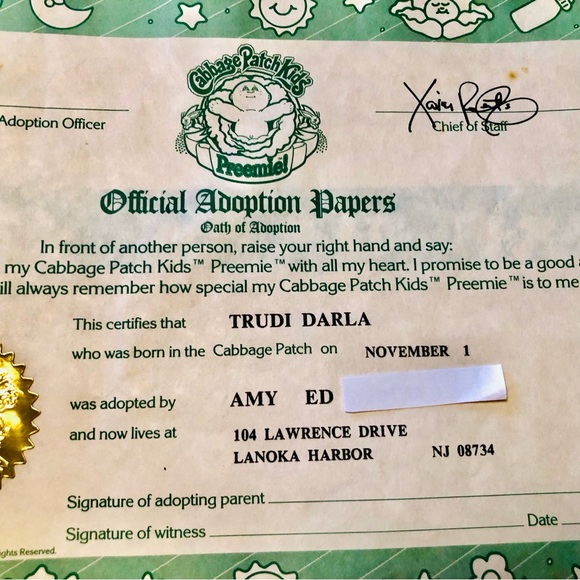 Cabbage Patch Kids
Preemie!
Adoption Officer
Chief of Staff
Official Adoption Papers
Oath of Adoption
In front of another person, raise your right hand and say:
my Cabbage Patch Kids™ Preemie™ with all my heart. I promise to be a good
ill always remember how special my Cabbage Patch Kids™ Preemie™ is to me
This certifies that TRUDI DARLA
who was born in the Cabbage Patch on NOVEMBER 1
was adopted by AMY ED
and now lives at 104 LAWRENCE DRIVE
LANOKA HARBOR NJ 08734
Signature of adopting parent
Signature of witness Date
ights Reserved.